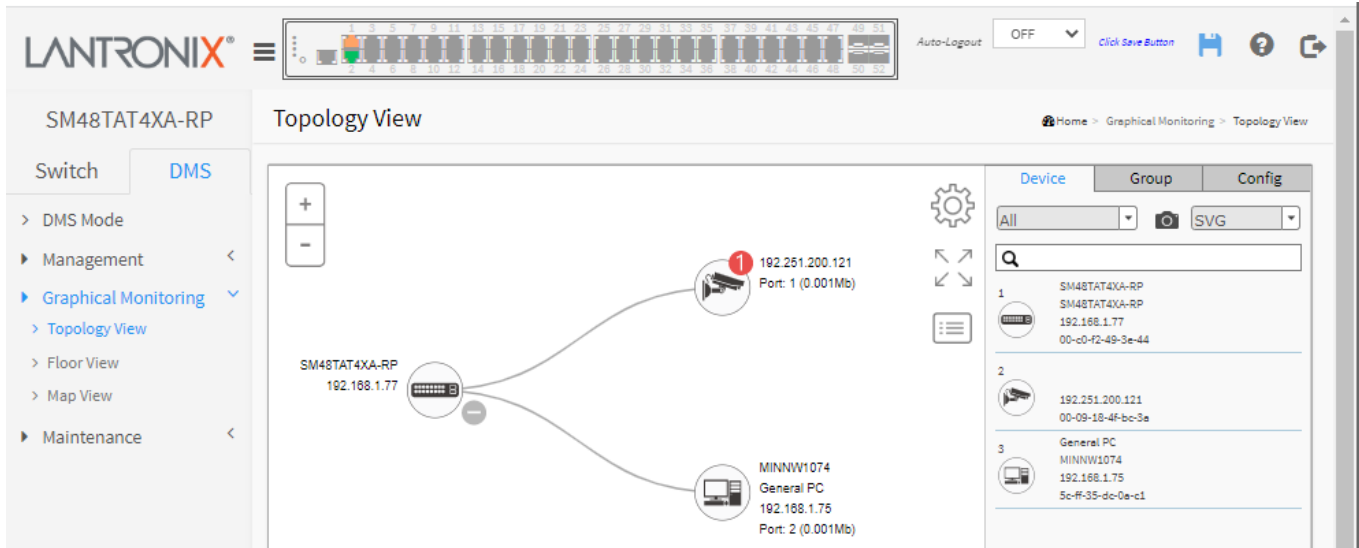 1 3 5 7 9 11 13 15 17 19 21 23 25 27 29 31 33 35 37 39 41 43 45 47 49 51
LANTRONIX®
Auto-Logout OFF Click Save Button
2 4 6 8 10 12 14 16 18 20 22 24 26 28 30 32 34 36 38 40 42 44 46 48 50 52
SM48TAT4XA-RP
Topology View
Home > Graphical Monitoring > Topology View
Switch DMS
> DMS Mode
Management
Graphical Monitoring
> Topology View
> Floor View
> Map View
Maintenance
+
-
1
192.251.200.121
Port: 1 (0.001Mb)
SM48TAT4XA-RP
192.168.1.77
MINNW1074
General PC
192.168.1.75
Port: 2 (0.001Mb)
Device Group Config
All SVG
1
SM48TAT4XA-RP
SM48TAT4XA-RP
192.168.1.77
00-c0-f2-49-3e-44
2
192.251.200.121
00-09-18-4f-bc-3a
3
General PC
MINNW1074
192.168.1.75
5c-ff-35-dc-0a-c1